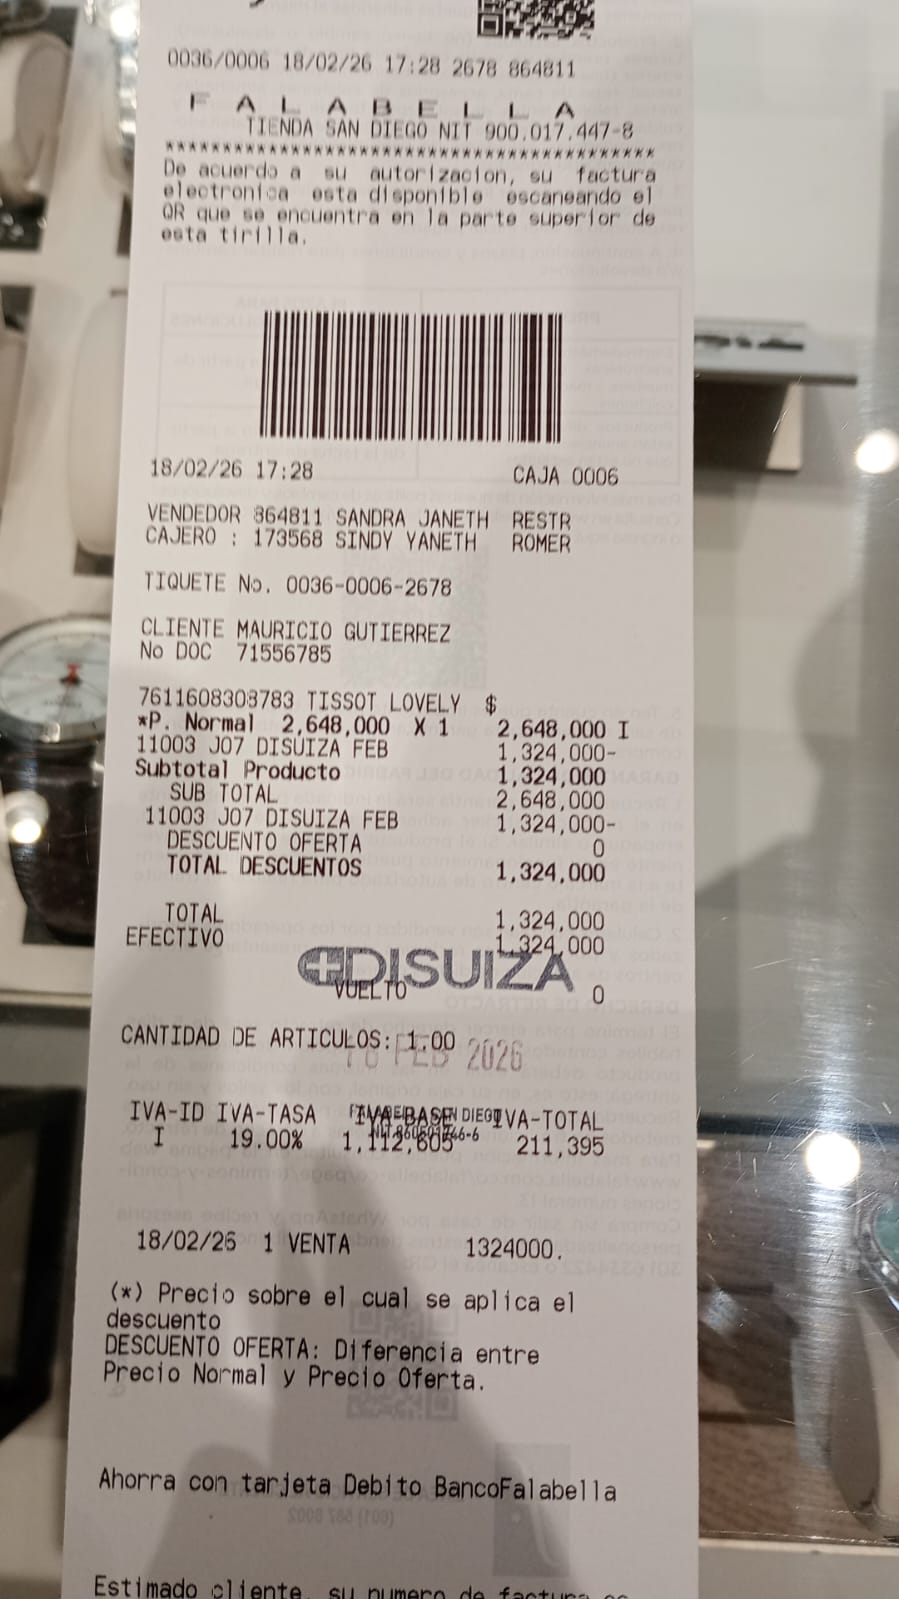 0036/0006 18/02/26 17:28 2678 864811
F A L A B E L L A
TIENDA SAN DIEGO NIT 900.017.447-8
*****************************************
De acuerdo a su autorizacion, su factura
electronica esta disponible escaneando el
QR que se encuentra en la parte superior de
esta tirilla.
18/02/26 17:28 CAJA 0006
VENDEDOR 864811 SANDRA JANETH RESTR
CAJERO : 173568 SINDY YANETH ROMER
TIQUETE No. 0036-0006-2678
CLIENTE MAURICIO GUTIERREZ
No DOC 71556785
7611608308783 TISSOT LOVELY $
*P. Normal 2,648,000 X 1 2,648,000 I
11003 J07 DISUIZA FEB 1,324,000-
Subtotal Producto 1,324,000
SUB TOTAL 2,648,000
11003 J07 DISUIZA FEB 1,324,000-
DESCUENTO OFERTA 0
TOTAL DESCUENTOS 1,324,000
TOTAL 1,324,000
EFECTIVO 1,324,000
DISUIZA
VUELTO 0
CANTIDAD DE ARTICULOS: 1.00
FEB 2026
IVA-ID IVA-TASA IVA-BASE IVA-TOTAL
I 19.00% 1,112,605 211,395
18/02/26 1 VENTA 1324000.
(*) Precio sobre el cual se aplica el
descuento
DESCUENTO OFERTA: Diferencia entre
Precio Normal y Precio Oferta.
Ahorra con tarjeta Debito BancoFalabella
Estimado cliente, su numero de factura es